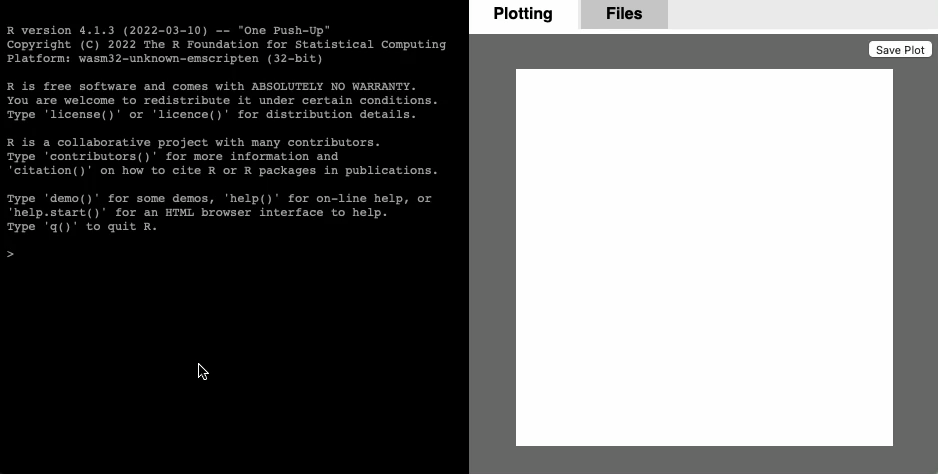 R version 4.1.3 (2022-03-10) -- "One Push-Up"
Copyright (C) 2022 The R Foundation for Statistical Computing
Platform: wasm32-unknown-emscripten (32-bit)
R is free software and comes with ABSOLUTELY NO WARRANTY.
You are welcome to redistribute it under certain conditions.
Type 'license()' or 'licence()' for distribution details.
R is a collaborative project with many contributors.
Type 'contributors()' for more information and
'citation()' on how to cite R or R packages in publications.
Type 'demo()' for some demos, 'help()' for on-line help, or
'help.start()' for an HTML browser interface to help.
Type 'q()' to quit R.
>
Plotting
Files
Save Plot